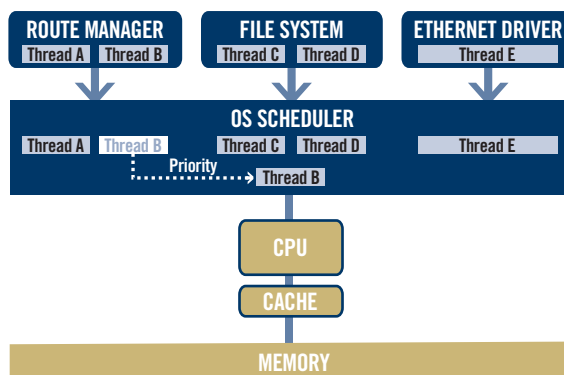 ROUTE MANAGER FILE SYSTEM ETHERNET DRIVER
Thread A Thread B Thread C Thread D Thread E
OS SCHEDULER
Thread A Thread B Thread C Thread D Thread E
Priority
Thread B
CPU
CACHE
MEMORY